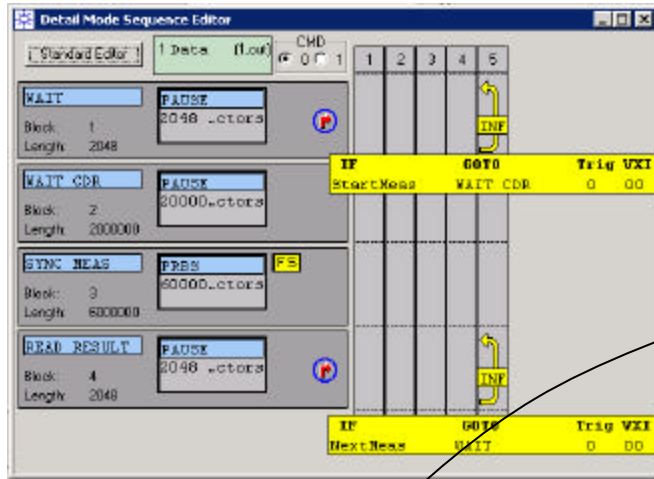 Detail Mode Sequence Editor
Standard Editor
1 Data (1.out)
CMD
0 1
1 2 3 4 5
WAIT
Block: 1
Length: 2048
PAUSE
2048 .ctors
INF
IF GOTO Trig VXI
StartMeas WAIT CDR 0 00
WAIT CDR
Block: 2
Length: 2000000
PAUSE
20000.ctors
SYNC MEAS
Block: 3
Length: 6000000
PRBS
60000.ctors
FS
READ RESULT
Block: 4
Length: 2048
PAUSE
2048 .ctors
INF
IF GOTO Trig VXI
NextMeas WAIT 0 00